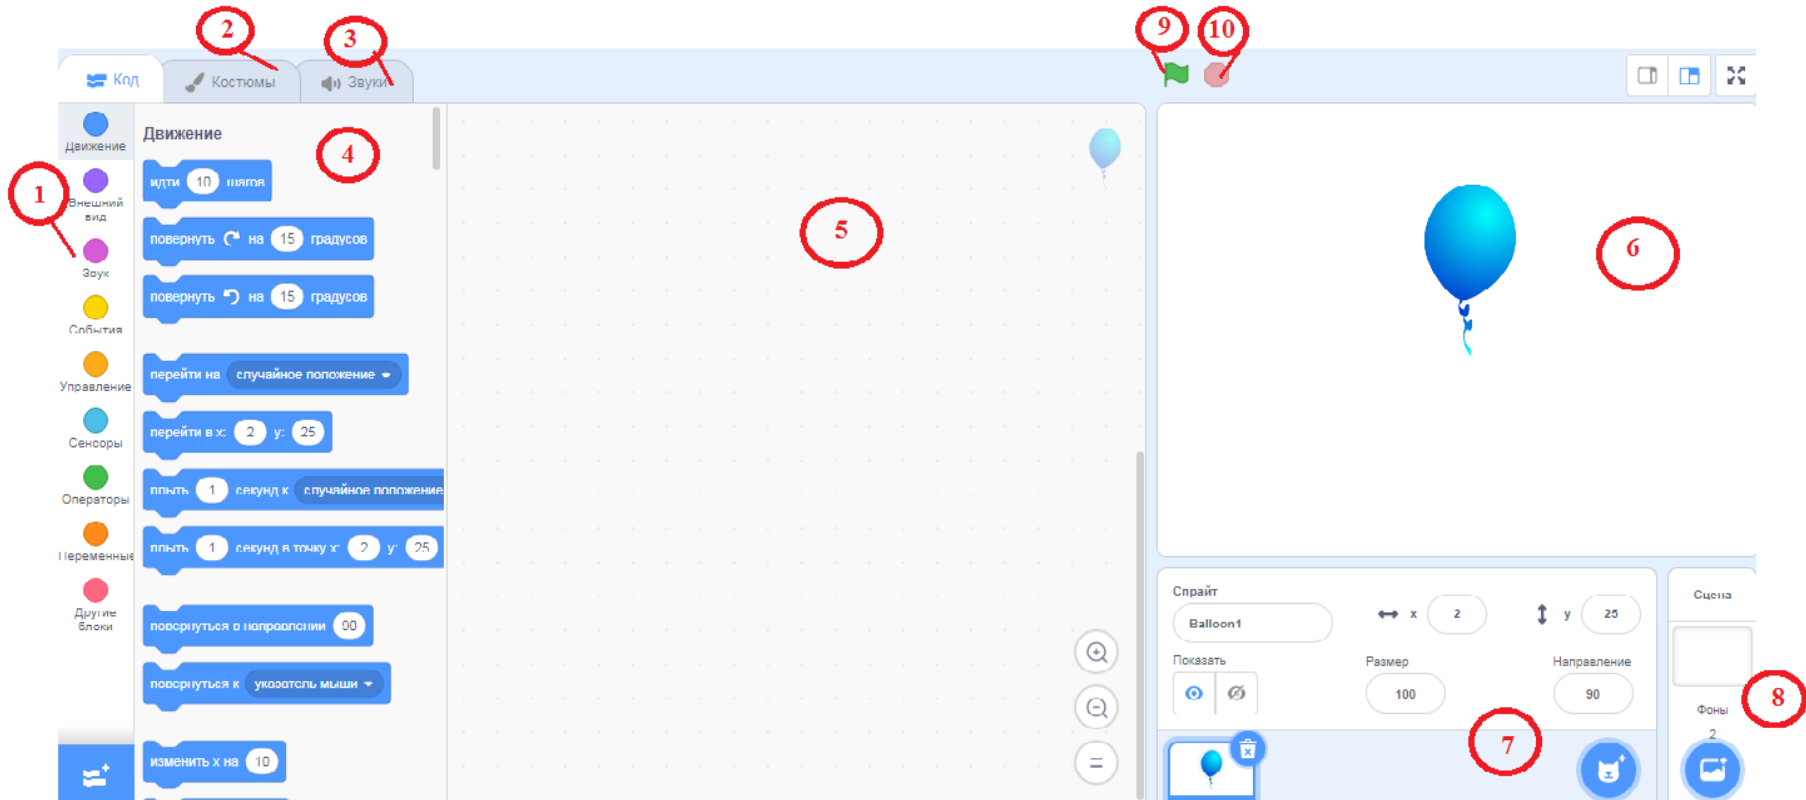 2
3
9
10
Код
Костюмы
Звуки
1
Движение
Внешний
вид
Звук
События
Управление
Сенсоры
Операторы
Переменные
Другие
блоки
Движение
4
идти 10 шагов
повернуть на 15 градусов
повернуть на 15 градусов
перейти на случайное положение
перейти в x: 2 y: 25
плыть 1 секунд к случайное положение
плыть 1 секунд в точку x: 2 y: 25
повернуться в направлении 90
повернуться к указатель мыши
изменить x на 10
5
6
Спрайт
Balloon1
x 2
y 25
Показать
Размер
100
Направление
90
7
Сцена
Фоны
2
8